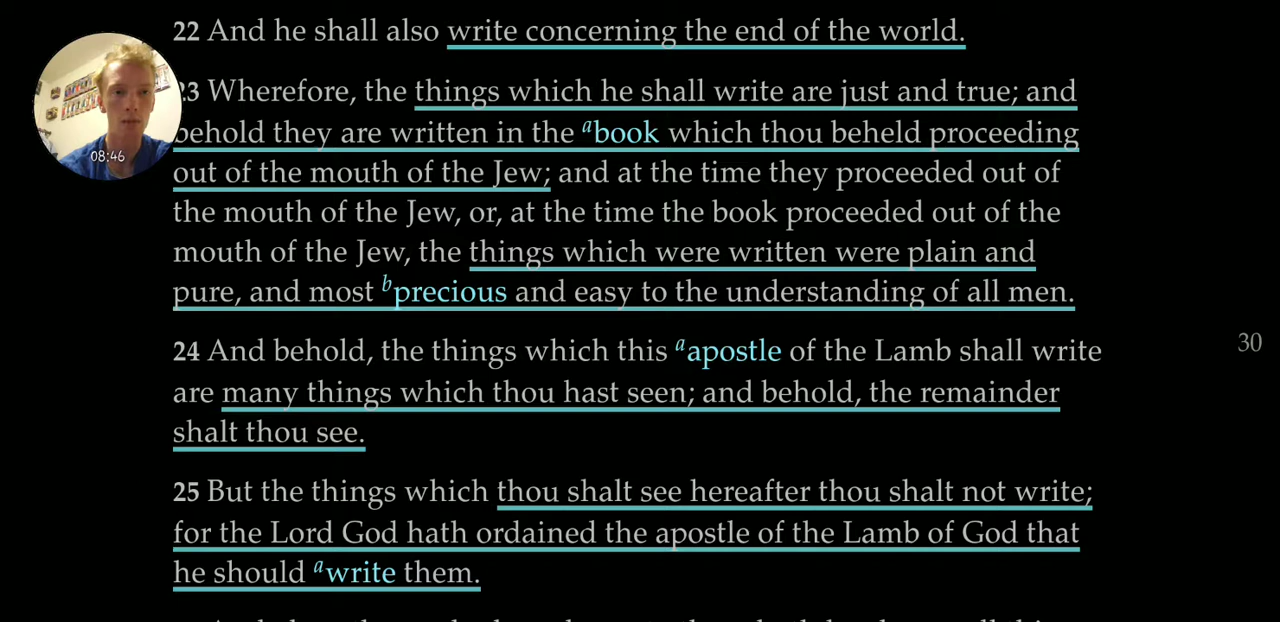 22 And he shall also write concerning the end of the world.
23 Wherefore, the things which he shall write are just and true; and
behold they are written in the a book which thou beheld proceeding
out of the mouth of the Jew; and at the time they proceeded out of
the mouth of the Jew, or, at the time the book proceeded out of the
mouth of the Jew, the things which were written were plain and
pure, and most b precious and easy to the understanding of all men.
30
24 And behold, the things which this a apostle of the Lamb shall write
are many things which thou hast seen; and behold, the remainder
shalt thou see.
25 But the things which thou shalt see hereafter thou shalt not write;
for the Lord God hath ordained the apostle of the Lamb of God that
he should a write them.
08:46